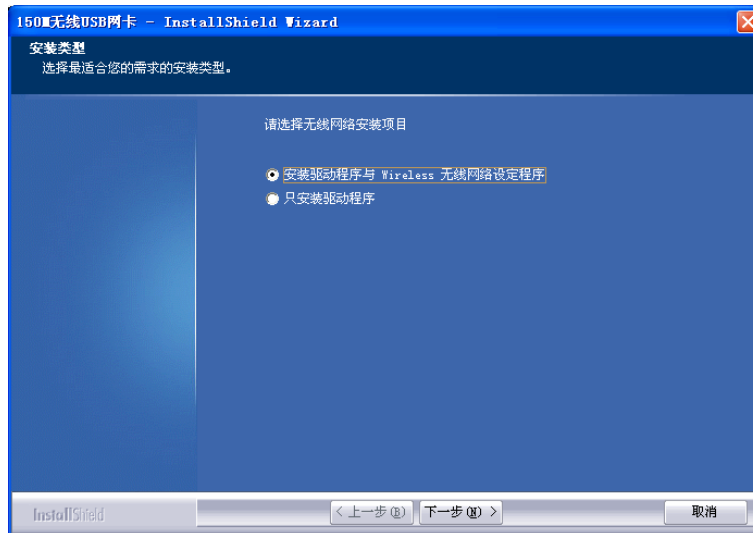 150M无线USB网卡 - InstallShield Wizard
安装类型
选择最适合您的需求的安装类型。
请选择无线网络安装项目
安装驱动程序与 Wireless 无线网络设定程序
只安装驱动程序
InstallShield
< 上一步(B) 下一步(N) > 取消